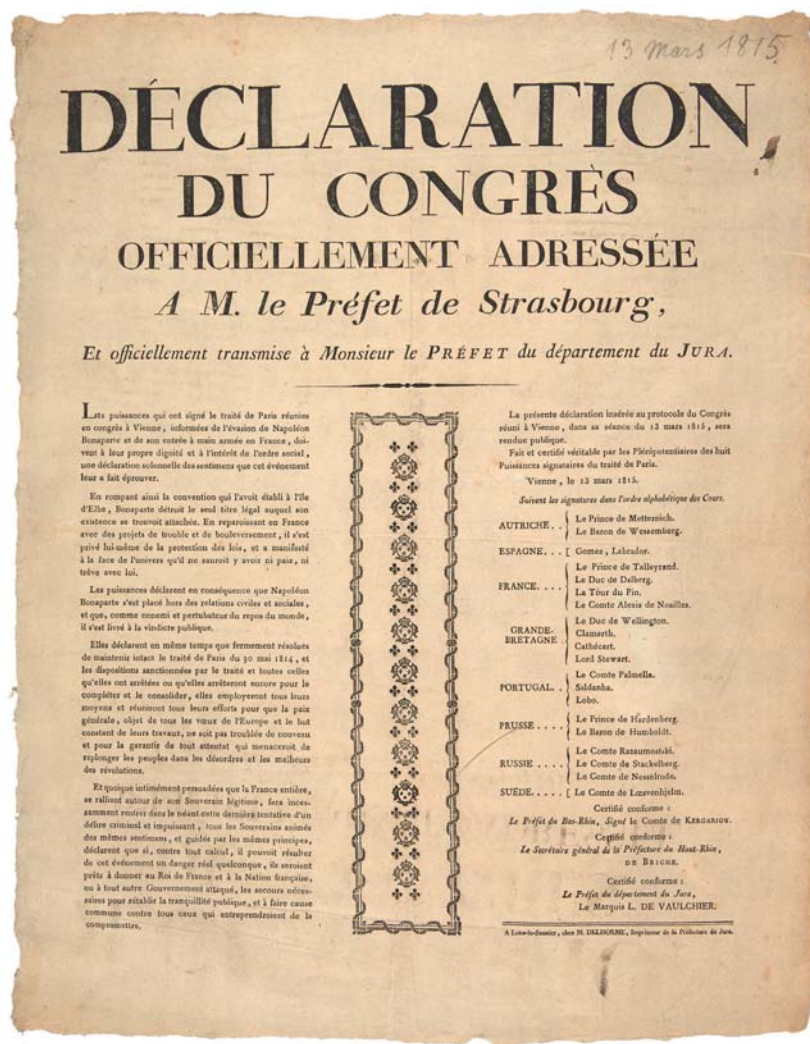 13 Mars 1815
DÉCLARATION
DU CONGRÈS
OFFICIELLEMENT ADRESSÉE
A M. le Préfet de Strasbourg,
Et officiellement transmise à Monsieur le PRÉFET du département du JURA.
Les puissances qui ont signé le traité de Paris réunies
en congrès à Vienne, informées de l'évasion de Napoléon
Bonaparte et de son entrée à main armée en France, doi-
vent à leur propre dignité et à l'intérêt de l'ordre social,
une déclaration solennelle des sentimens que cet événement
leur a fait éprouver.
En rompant ainsi la convention qui l'avoit établi à l'île
d'Elbe, Bonaparte détruit le seul titre légal auquel son
existence se trouvoit attachée. En reparoissant en France
avec des projets de trouble et de bouleversement, il s'est
privé lui-même de la protection des lois, et a manifesté
à la face de l'univers qu'il ne sauroit y avoir ni paix, ni
trêve avec lui.
Les puissances déclarent en conséquence que Napoléon
Bonaparte s'est placé hors des relations civiles et sociales,
et que, comme ennemi et pertubateur du repos du monde,
il s'est livré à la vindicte publique.
Elles déclarent en même temps que fermement résolues
de maintenir intact le traité de Paris du 30 mai 1814, et
les dispositions sanctionnées par le traité et toutes celles
qu'elles ont arrêtées ou qu'elles arrêteront encore pour le
compléter et le consolider, elles employeront tous leurs
moyens et réuniront tous leurs efforts pour que la paix
générale, objet de tous les vœux de l'Europe et le but
constant de leurs travaux, ne soit pas troublée de nouveau
et pour la garantie de tout attentat qui menaceroit de
replonger les peuples dans les désordres et les malheurs
des révolutions.
Et quoique intimément persuadées que la France entière,
se ralliant autour de son Souverain légitime, fera inces-
samment rentrer dans le néant cette dernière tentative d'un
délire criminel et impuissant, tous les Souverains animés
des mêmes sentimens, et guidés par les mêmes principes,
déclarent que si, contre tout calcul, il pouvoit résulter
de cet événement un danger réel quelconque, ils seroient
prêts à donner au Roi de France et à la Nation française,
ou à tout autre Gouvernement attaqué, les secours néces-
saires pour rétablir la tranquillité publique, et à faire cause
commune contre tous ceux qui entreprendroient de la
compromettre.
La présente déclaration insérée au protocole du Congrès
réuni à Vienne, dans sa séance du 13 mars 1815, sera
rendue publique.
Fait et certifié véritable par les Plénipotentiaires des huit
Puissances signataires du traité de Paris.
Vienne, le 13 mars 1815.
Suivent les signatures dans l'ordre alphabétique des Cours.
AUTRICHE. . Le Prince de Metternich.
Le Baron de Wessemberg.
ESPAGNE. . . Gomez, Labrador.
FRANCE. . . . Le Prince de Talleyrand.
Le Duc de Dalberg.
La Tour du Pin.
Le Comte Alexis de Noailles.
GRANDE-
BRETAGNE. Le Duc de Wellington.
Clamarth.
Cathécart.
Lord Stewart.
PORTUGAL. . Le Comte Palmella.
Saldanha.
Lobo.
PRUSSE. . . . Le Prince de Hardenberg.
Le Baron de Humboldt.
RUSSIE. . . . Le Comte Razaumoffski.
Le Comte de Stackelberg.
Le Comte de Nesselrode.
SUÈDE. . . . . Le Comte de Lœvenhjelm.
Certifié conforme :
Le Préfet du Bas-Rhin, Signé le Comte de KERGARIOU.
Certifié conforme :
Le Secrétaire général de la Préfecture du Haut-Rhin,
DE BRICHE.
Certifié conforme :
Le Préfet du département du Jura,
Le Marquis L. DE VAULCHIER.
A Lons-le-Saunier, chez M. DELHORME, Imprimeur de la Préfecture du Jura.